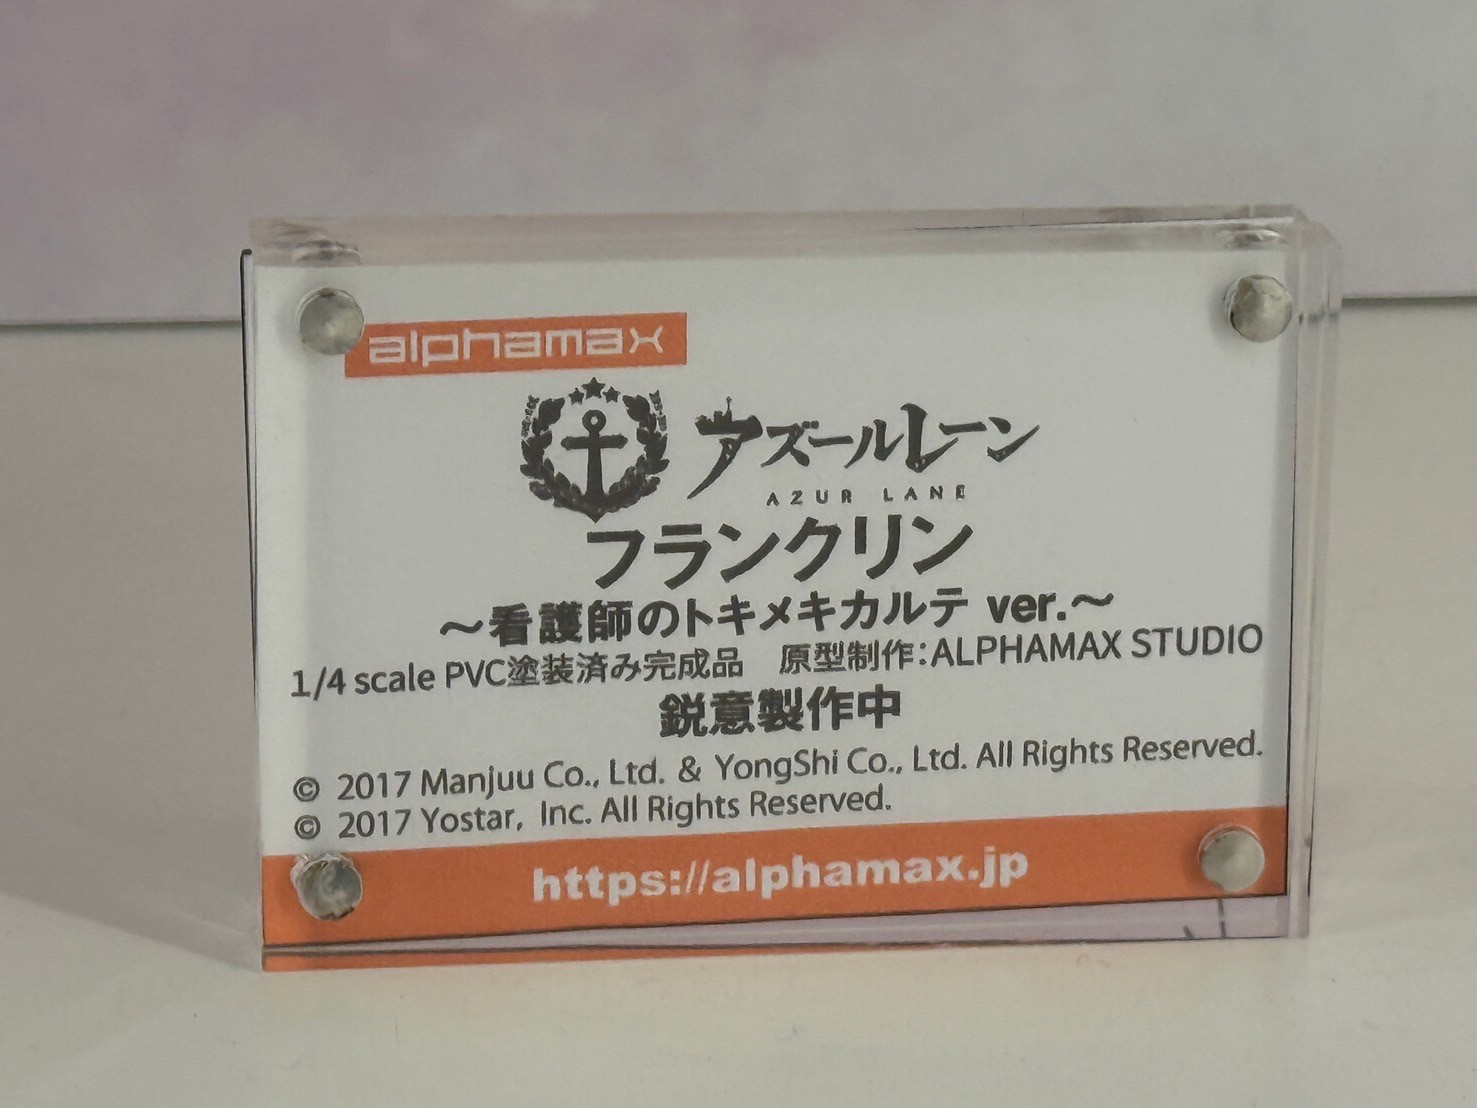 alphamax
アズールレーン
AZUR LANE
フランクリン
～看護師のトキメキカルテ ver.～
1/4 scale PVC塗装済み完成品　原型制作：ALPHAMAX STUDIO
鋭意製作中
© 2017 Manjuu Co., Ltd. & YongShi Co., Ltd. All Rights Reserved.
© 2017 Yostar, Inc. All Rights Reserved.
https://alphamax.jp